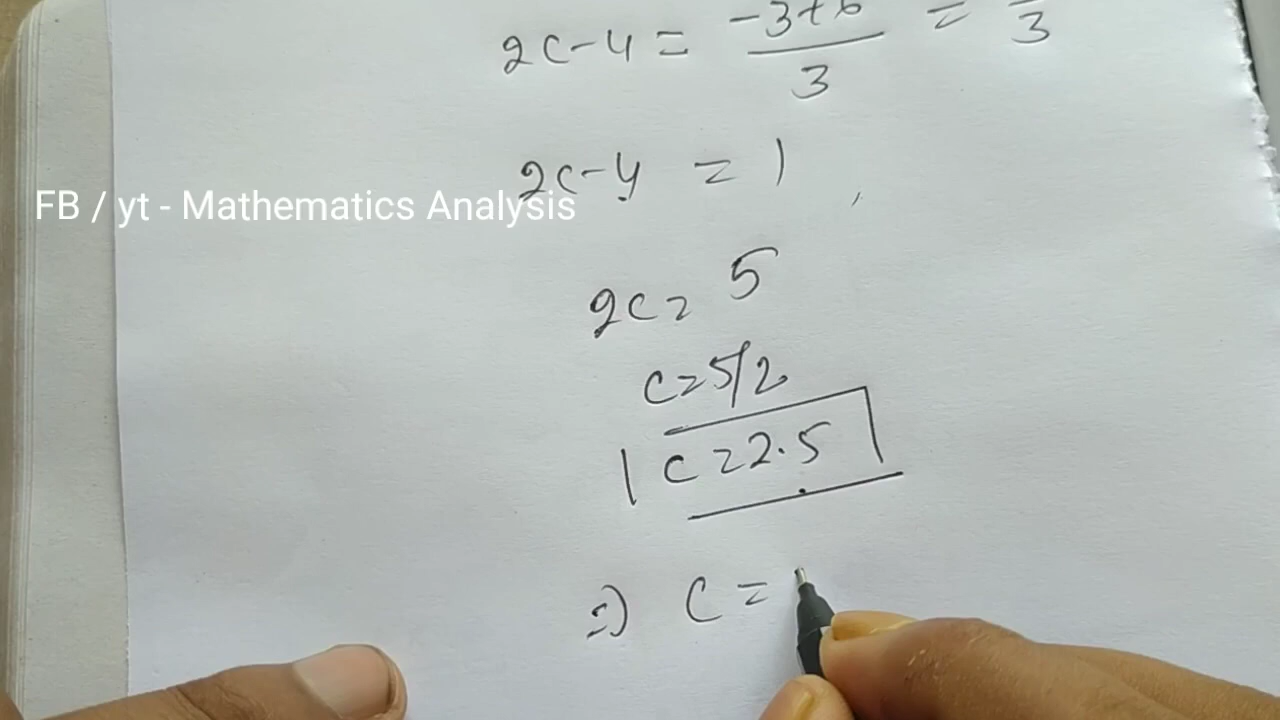 2c-4 = -3+6/3 = /3
2c-4 = 1
FB / yt - Mathematics Analysis
2c = 5
c=5/2
c=2.5
=) c =